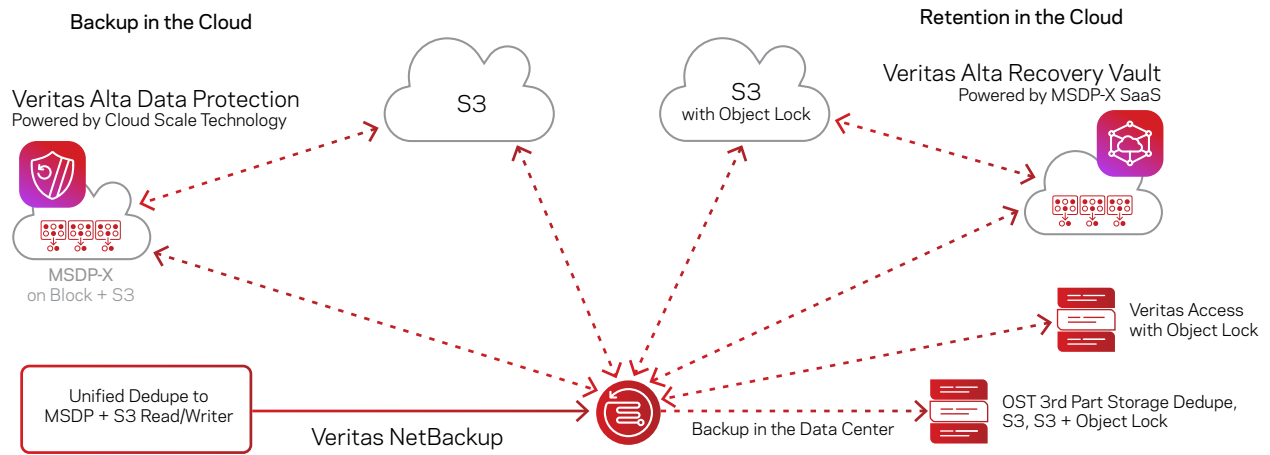 Backup in the Cloud
Retention in the Cloud
S3
S3
with Object Lock
Veritas Alta Data Protection
Powered by Cloud Scale Technology
Veritas Alta Recovery Vault
Powered by MSDP-X SaaS
MSDP-X
on Block + S3
Veritas Access
with Object Lock
Unified Dedupe to
MSDP + S3 Read/Writer
Veritas NetBackup
Backup in the Data Center
OST 3rd Part Storage Dedupe,
S3, S3 + Object Lock